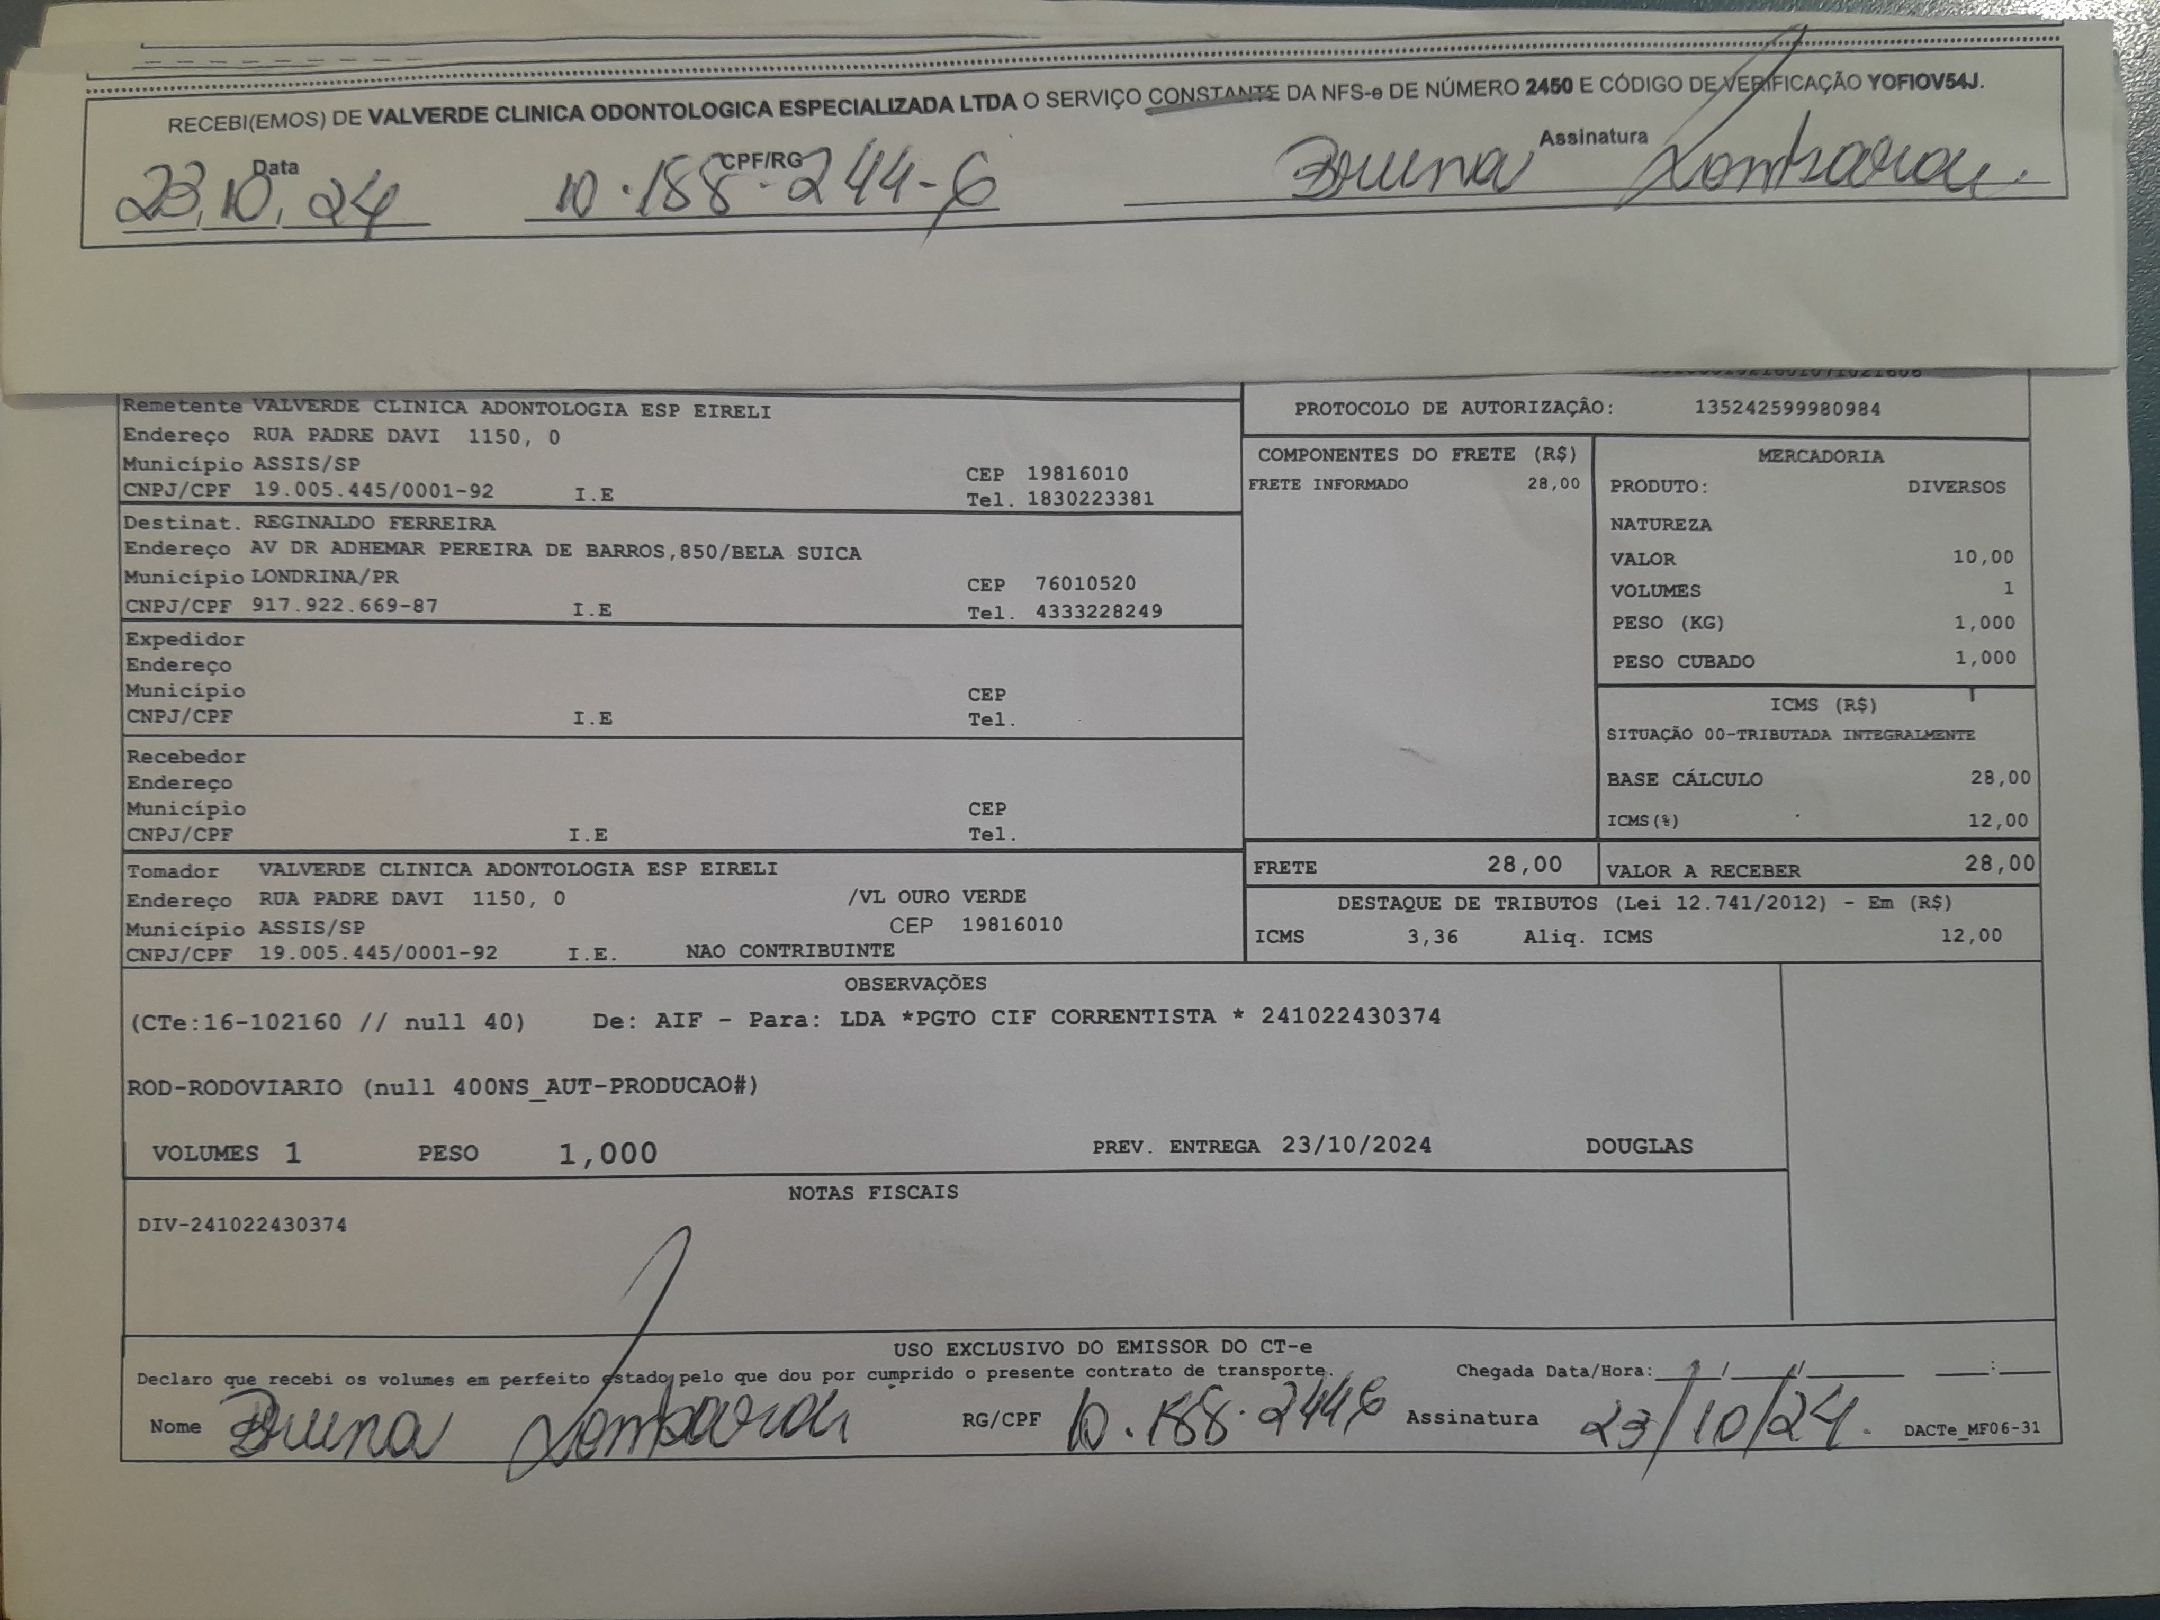 RECEBI(EMOS) DE VALVERDE CLINICA ODONTOLOGICA ESPECIALIZADA LTDA O SERVIÇO CONSTANTE DA NFS-e DE NÚMERO 2450 E CÓDIGO DE VERIFICAÇÃO YOFIOV54J.
Data CPF/RG Assinatura
23.10.24 10.188.244-6 Bruna Lombardi
Remetente VALVERDE CLINICA ADONTOLOGIA ESP EIRELI
Endereço RUA PADRE DAVI 1150, 0
Município ASSIS/SP CEP 19816010
CNPJ/CPF 19.005.445/0001-92 I.E Tel. 1830223381
Destinat. REGINALDO FERREIRA
Endereço AV DR ADHEMAR PEREIRA DE BARROS,850/BELA SUICA
Município LONDRINA/PR CEP 76010520
CNPJ/CPF 917.922.669-87 I.E Tel. 4333228249
Expedidor
Endereço
Município CEP
CNPJ/CPF I.E Tel.
Recebedor
Endereço
Município CEP
CNPJ/CPF I.E Tel.
Tomador VALVERDE CLINICA ADONTOLOGIA ESP EIRELI
Endereço RUA PADRE DAVI 1150, 0 /VL OURO VERDE
Município ASSIS/SP CEP 19816010
CNPJ/CPF 19.005.445/0001-92 I.E. NAO CONTRIBUINTE
PROTOCOLO DE AUTORIZAÇÃO: 135242599980984
COMPONENTES DO FRETE (R$)
FRETE INFORMADO 28,00
MERCADORIA
PRODUTO: DIVERSOS
NATUREZA
VALOR 10,00
VOLUMES 1
PESO (KG) 1,000
PESO CUBADO 1,000
ICMS (R$)
SITUAÇÃO 00-TRIBUTADA INTEGRALMENTE
BASE CÁLCULO 28,00
ICMS(%) 12,00
FRETE 28,00 VALOR A RECEBER 28,00
DESTAQUE DE TRIBUTOS (Lei 12.741/2012) - Em (R$)
ICMS 3,36 Aliq. ICMS 12,00
OBSERVAÇÕES
(CTe:16-102160 // null 40) De: AIF - Para: LDA *PGTO CIF CORRENTISTA * 241022430374
ROD-RODOVIARIO (null 400NS_AUT-PRODUCAO#)
VOLUMES 1 PESO 1,000 PREV. ENTREGA 23/10/2024 DOUGLAS
NOTAS FISCAIS
DIV-241022430374
USO EXCLUSIVO DO EMISSOR DO CT-e
Declaro que recebi os volumes em perfeito estado pelo que dou por cumprido o presente contrato de transporte. Chegada Data/Hora:___/___/______ ___:___
Nome Bruna Lombardi RG/CPF 10.188.2446 Assinatura 23/10/24. DACTe_MF06-31